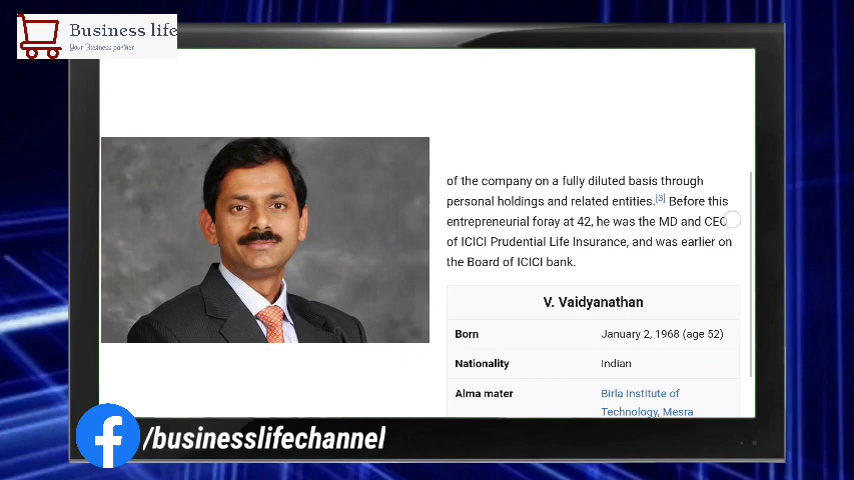 Business life
Your Business partner
of the company on a fully diluted basis through
personal holdings and related entities.[3] Before this
entrepreneurial foray at 42, he was the MD and CEO
of ICICI Prudential Life Insurance, and was earlier on
the Board of ICICI bank.
V. Vaidyanathan
Born January 2, 1968 (age 52)
Nationality Indian
Alma mater Birla Institute of
Technology, Mesra
/businesslifechannel